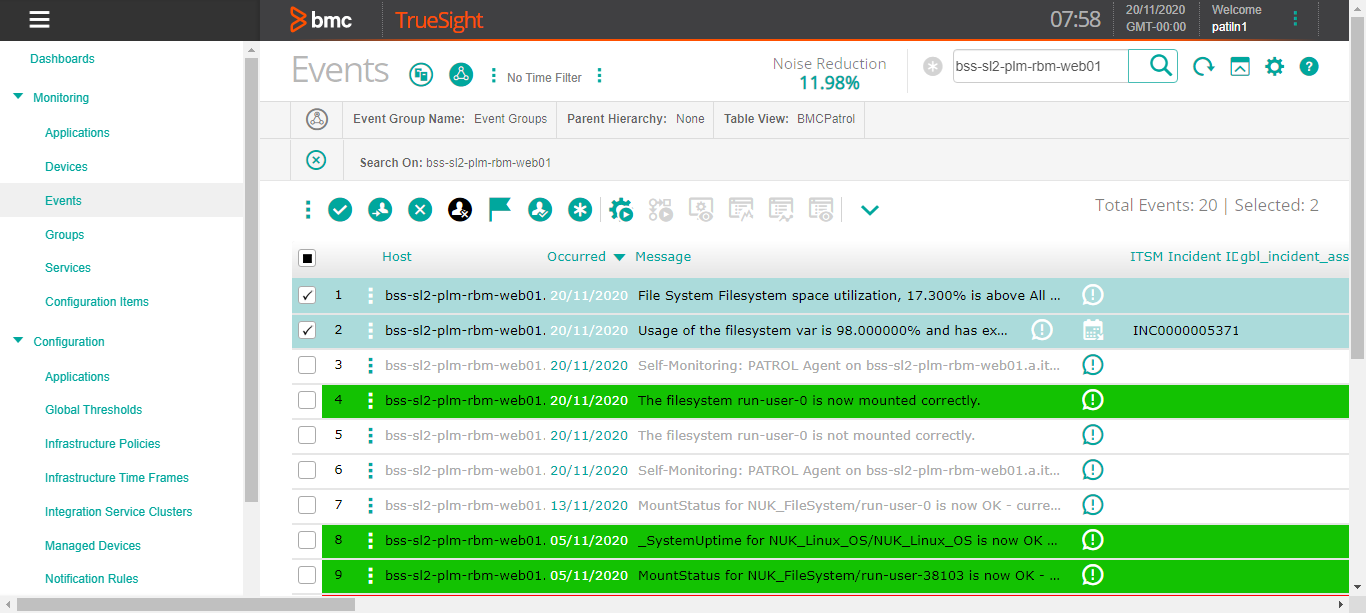 bmc TrueSight 07:58 20/11/2020 GMT-00:00 Welcome patiln1
Dashboards
Monitoring
Applications
Devices
Events
Groups
Services
Configuration Items
Configuration
Applications
Global Thresholds
Infrastructure Policies
Infrastructure Time Frames
Integration Service Clusters
Managed Devices
Notification Rules
Events No Time Filter Noise Reduction 11.98% bss-sl2-plm-rbm-web01 ?
Event Group Name: Event Groups Parent Hierarchy: None Table View: BMCPatrol
Search On: bss-sl2-plm-rbm-web01
Total Events: 20 | Selected: 2
Host Occurred Message ITSM Incident ID gbl_incident_ass
1 bss-sl2-plm-rbm-web01. 20/11/2020 File System Filesystem space utilization, 17.300% is above All ...
2 bss-sl2-plm-rbm-web01. 20/11/2020 Usage of the filesystem var is 98.000000% and has ex... INC0000005371
3 bss-sl2-plm-rbm-web01. 20/11/2020 Self-Monitoring: PATROL Agent on bss-sl2-plm-rbm-web01.a.it...
4 bss-sl2-plm-rbm-web01. 20/11/2020 The filesystem run-user-0 is now mounted correctly.
5 bss-sl2-plm-rbm-web01. 20/11/2020 The filesystem run-user-0 is not mounted correctly.
6 bss-sl2-plm-rbm-web01. 20/11/2020 Self-Monitoring: PATROL Agent on bss-sl2-plm-rbm-web01.a.it...
7 bss-sl2-plm-rbm-web01. 13/11/2020 MountStatus for NUK_FileSystem/run-user-0 is now OK - curre...
8 bss-sl2-plm-rbm-web01. 05/11/2020 _SystemUptime for NUK_Linux_OS/NUK_Linux_OS is now OK ...
9 bss-sl2-plm-rbm-web01. 05/11/2020 MountStatus for NUK_FileSystem/run-user-38103 is now OK - ...